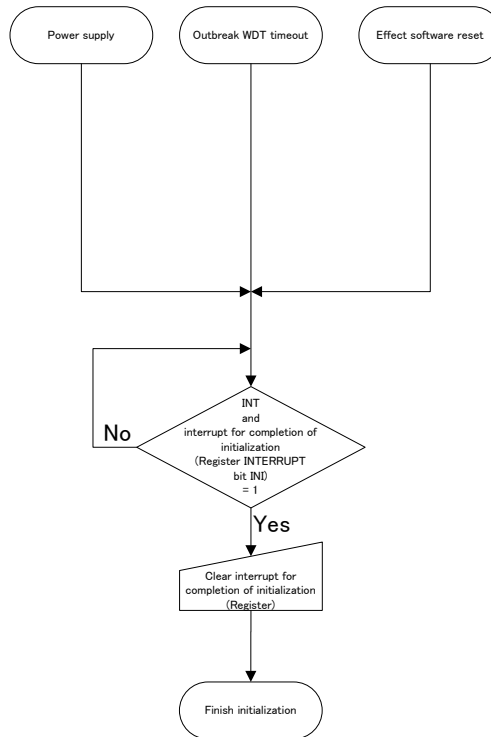 Power supply
Outbreak WDT timeout
Effect software reset
INT
and
interrupt for completion of
initialization
(Register INTERRUPT
bit INI)
= 1
No
Yes
Clear interrupt for
completion of initialization
(Register)
Finish initialization